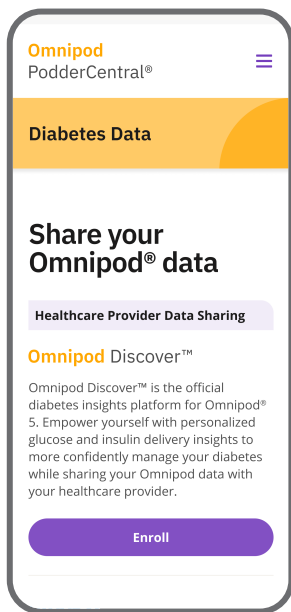 Omnipod
PodderCentral®
Diabetes Data
Share your
Omnipod® data
Healthcare Provider Data Sharing
Omnipod Discover™
Omnipod Discover™ is the official
diabetes insights platform for Omnipod®
5. Empower yourself with personalized
glucose and insulin delivery insights to
more confidently manage your diabetes
while sharing your Omnipod data with
your healthcare provider.
Enroll